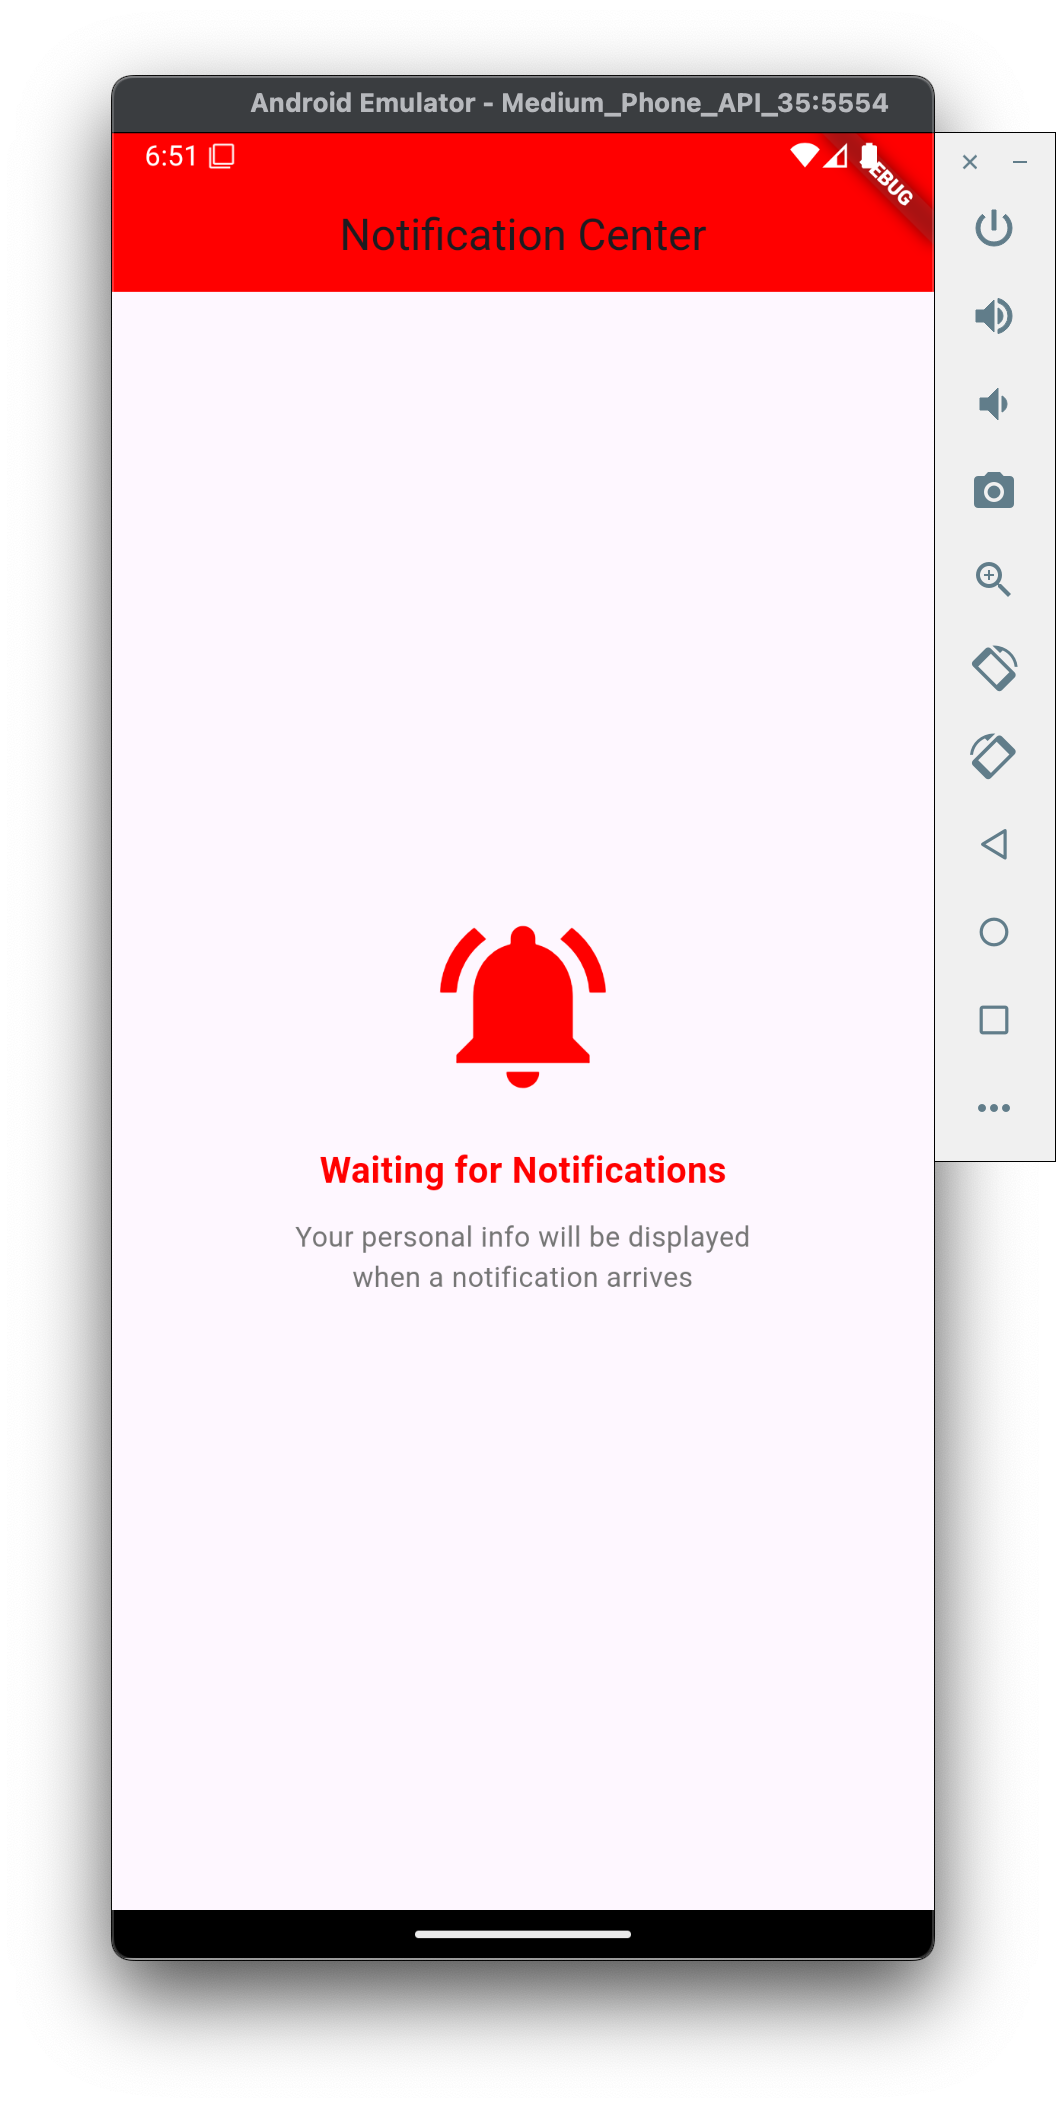 Android Emulator - Medium_Phone_API_35:5554
6:51
DEBUG
Notification Center
Waiting for Notifications
Your personal info will be displayed
when a notification arrives